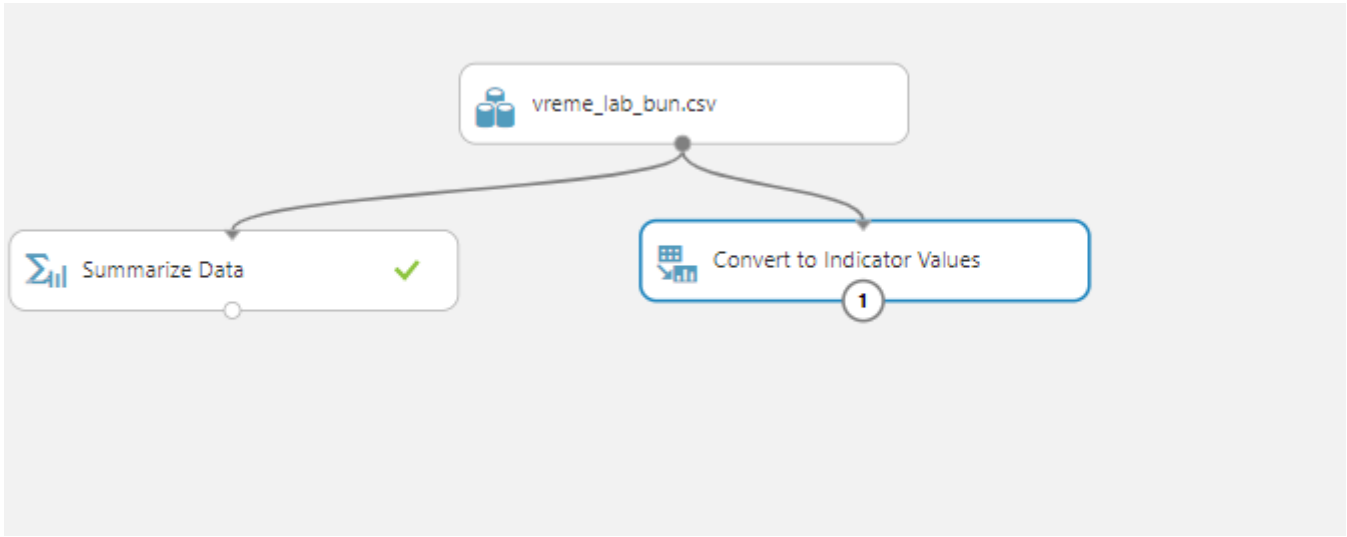 vreme_lab_bun.csv
Summarize Data
Convert to Indicator Values
1